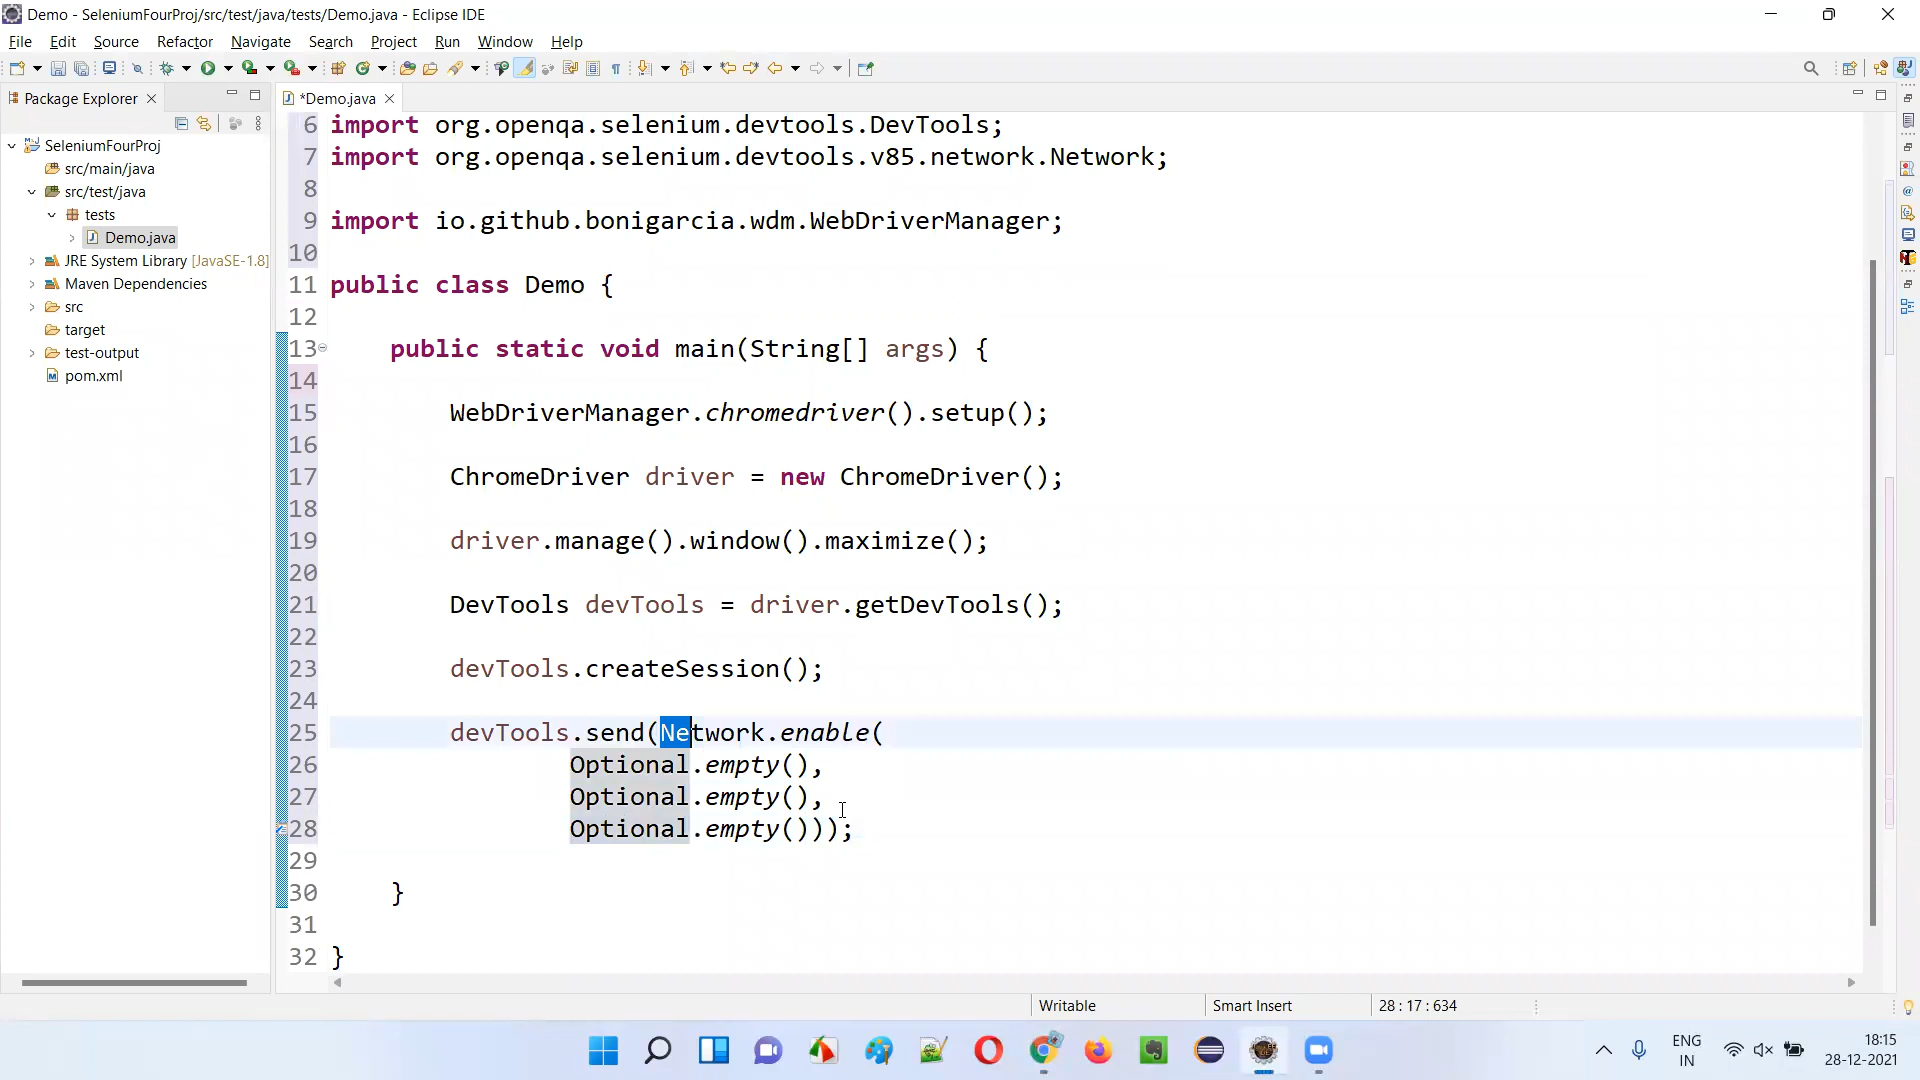 Demo - SeleniumFourProj/src/test/java/tests/Demo.java - Eclipse IDE
File Edit Source Refactor Navigate Search Project Run Window Help
Package Explorer
*Demo.java
SeleniumFourProj
src/main/java
src/test/java
tests
Demo.java
JRE System Library [JavaSE-1.8]
Maven Dependencies
src
target
test-output
pom.xml
6 import org.openqa.selenium.devtools.DevTools;
7 import org.openqa.selenium.devtools.v85.network.Network;
8
9 import io.github.bonigarcia.wdm.WebDriverManager;
10
11 public class Demo {
12
13 public static void main(String[] args) {
14
15 WebDriverManager.chromedriver().setup();
16
17 ChromeDriver driver = new ChromeDriver();
18
19 driver.manage().window().maximize();
20
21 DevTools devTools = driver.getDevTools();
22
23 devTools.createSession();
24
25 devTools.send(Network.enable(
26 Optional.empty(),
27 Optional.empty(),
28 Optional.empty()));
29
30 }
31
32 }
Writable Smart Insert 28 : 17 : 634
ENG
IN
18:15
28-12-2021